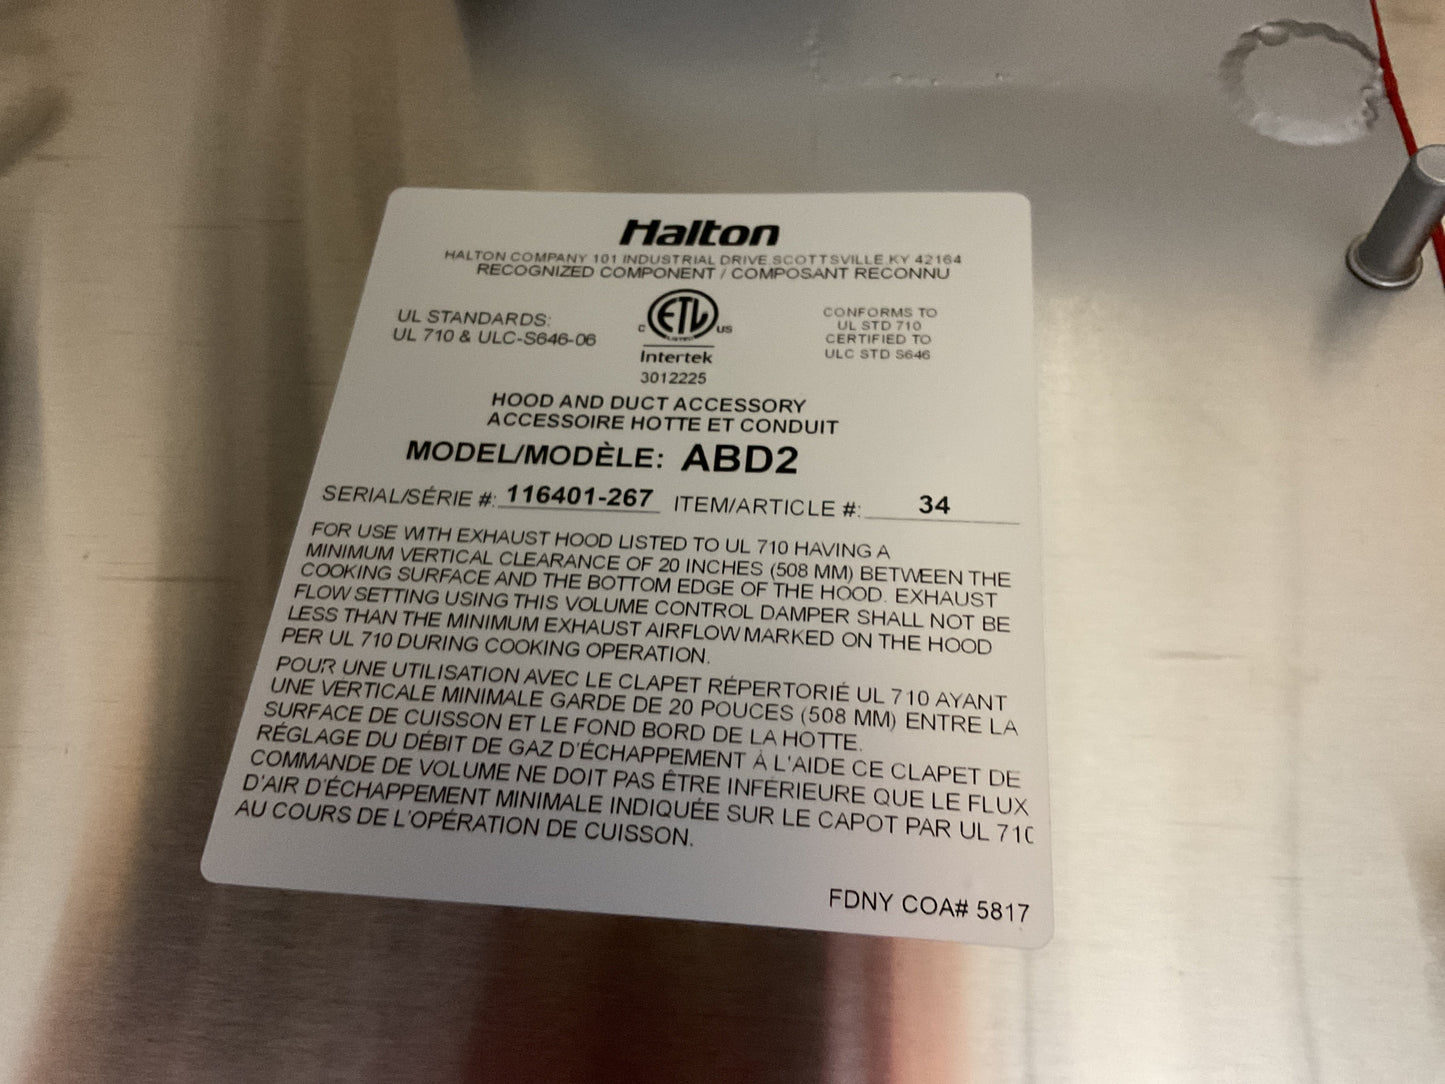 Halton
HALTON COMPANY 101 INDUSTRIAL DRIVE SCOTTSVILLE, KY 42164
RECOGNIZED COMPONENT / COMPOSANT RECONNU
UL STANDARDS:
UL 710 & ULC-S646-06
C ETL US
LISTED
Intertek
3012225
CONFORMS TO
UL STD 710
CERTIFIED TO
ULC STD S646
HOOD AND DUCT ACCESSORY
ACCESSOIRE HOTTE ET CONDUIT
MODEL/MODÈLE: ABD2
SERIAL/SÉRIE #: 116401-267 ITEM/ARTICLE #: 34
FOR USE WITH EXHAUST HOOD LISTED TO UL 710 HAVING A
MINIMUM VERTICAL CLEARANCE OF 20 INCHES (508 MM) BETWEEN THE
COOKING SURFACE AND THE BOTTOM EDGE OF THE HOOD. EXHAUST
FLOW SETTING USING THIS VOLUME CONTROL DAMPER SHALL NOT BE
LESS THAN THE MINIMUM EXHAUST AIRFLOW MARKED ON THE HOOD
PER UL 710 DURING COOKING OPERATION.
POUR UNE UTILISATION AVEC LE CLAPET RÉPERTORIÉ UL 710 AYANT
UNE VERTICALE MINIMALE GARDE DE 20 POUCES (508 MM) ENTRE LA
SURFACE DE CUISSON ET LE FOND BORD DE LA HOTTE.
RÉGLAGE DU DÉBIT DE GAZ D'ÉCHAPPEMENT À L'AIDE CE CLAPET DE
COMMANDE DE VOLUME NE DOIT PAS ÊTRE INFÉRIEURE QUE LE FLUX
D'AIR D'ÉCHAPPEMENT MINIMALE INDIQUÉE SUR LE CAPOT PAR UL 710
AU COURS DE L'OPÉRATION DE CUISSON.
FDNY COA# 5817